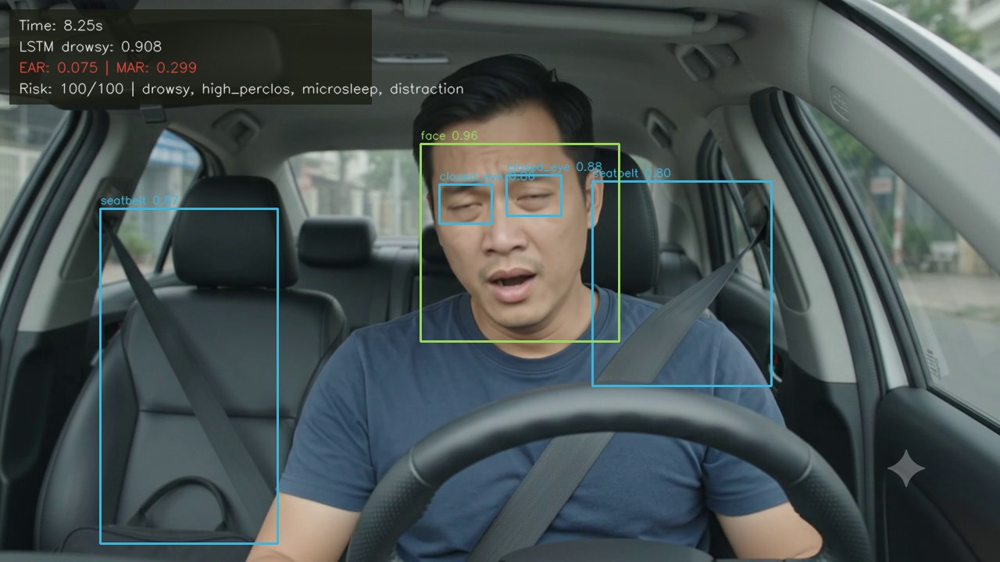 Time: 8.25s
LSTM drowsy: 0.908
EAR: 0.075 | MAR: 0.299
Risk: 100/100 | drowsy, high_perclos, microsleep, distraction
face 0.96
closed_eye 0.88
seatbelt 0.80
closed_eye
seatbelt 0.87